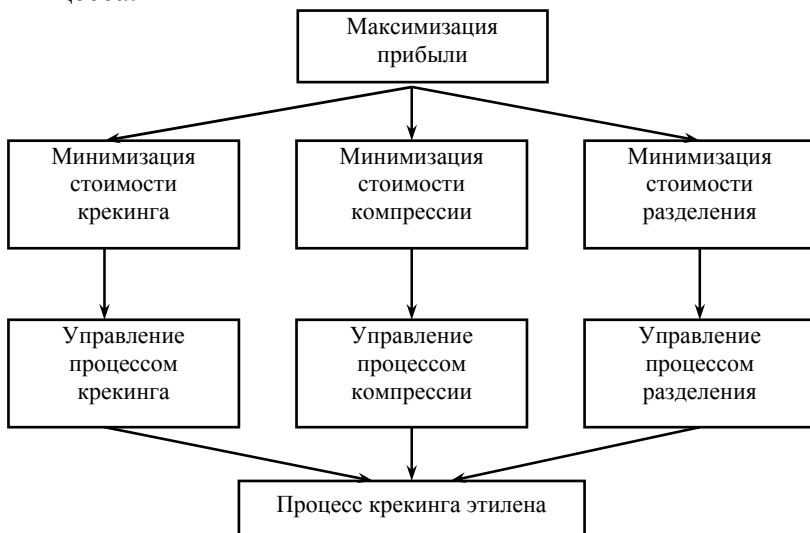 Максимизация
прибыли
Минимизация
стоимости
крекинга
Минимизация
стоимости
компрессии
Минимизация
стоимости
разделения
Управление
процессом
крекинга
Управление
процессом
компрессии
Управление
процессом
разделения
Процесс крекинга этилена